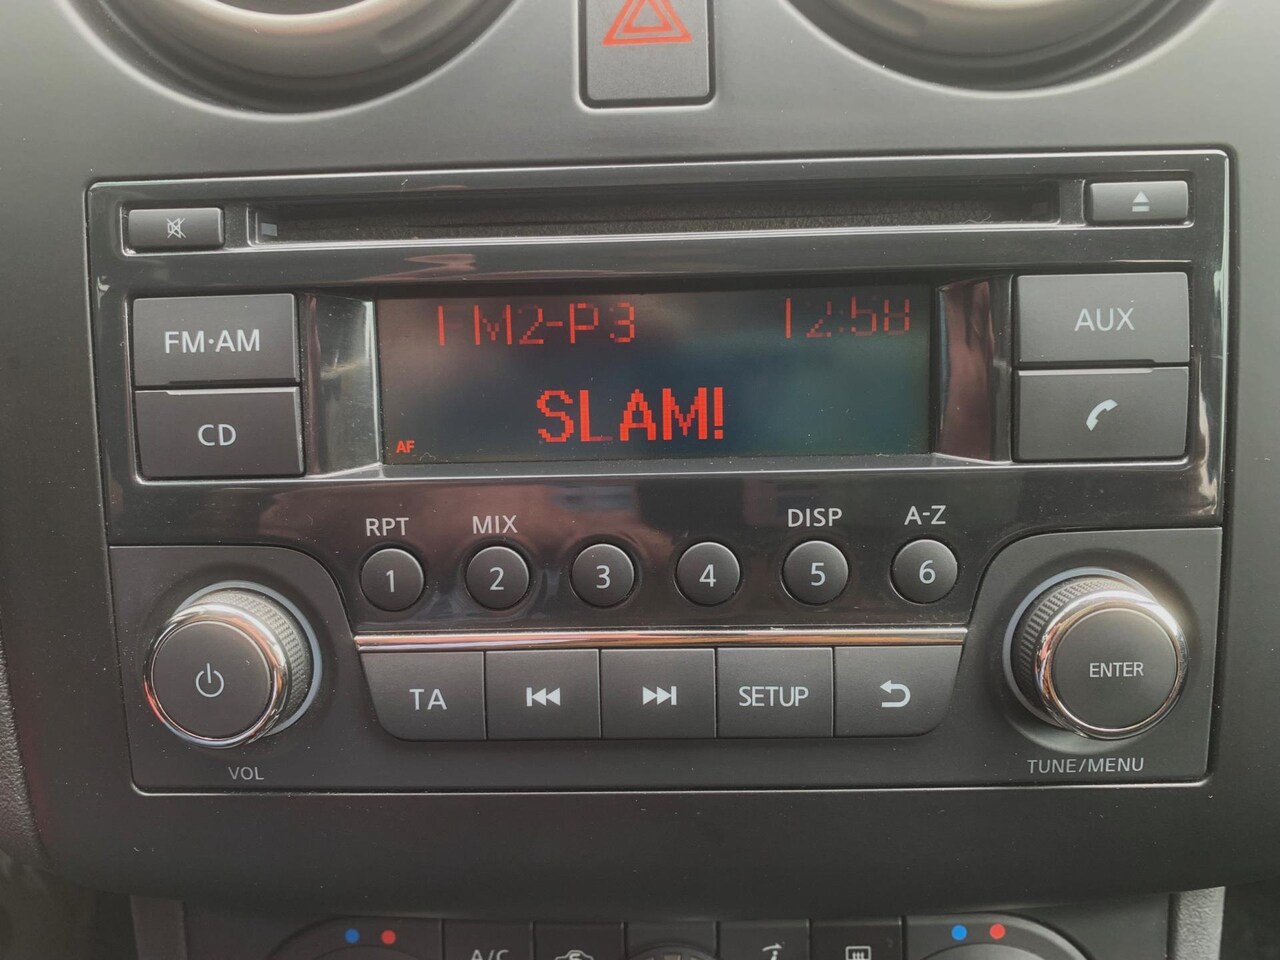 FM2-P3 12:58
FM·AM
AUX
SLAM!
CD
AF
RPT MIX DISP A-Z
1 2 3 4 5 6
TA SETUP ENTER
VOL TUNE/MENU
A/C